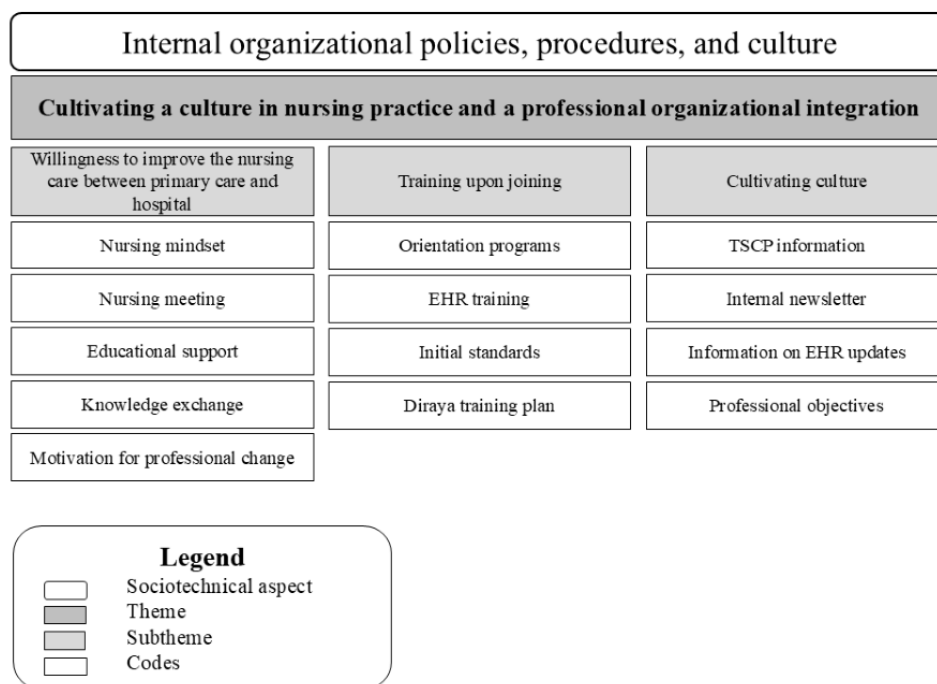 Internal organizational policies, procedures, and culture
Cultivating a culture in nursing practice and a professional organizational integration
Willingness to improve the nursing
care between primary care and
hospital
Training upon joining
Cultivating culture
Nursing mindset
Orientation programs
TSCP information
Nursing meeting
EHR training
Internal newsletter
Educational support
Initial standards
Information on EHR updates
Knowledge exchange
Diraya training plan
Professional objectives
Motivation for professional change
Legend
Sociotechnical aspect
Theme
Subtheme
Codes